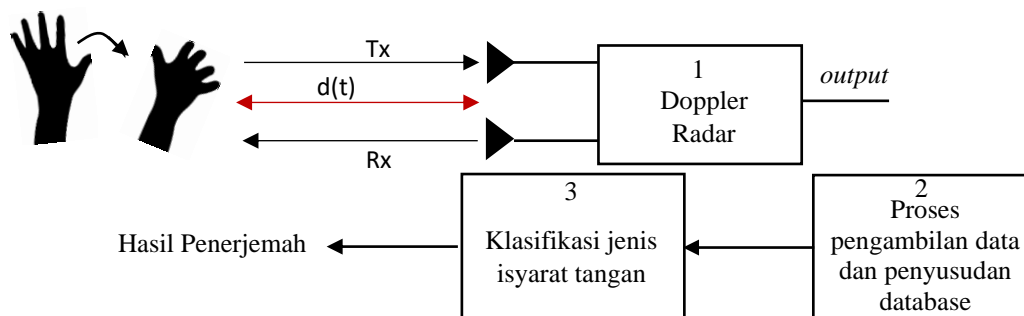 Tx
d(t)
Rx
1
Doppler
Radar
output
2
Proses
pengambilan data
dan penyusudan
database
3
Klasifikasi jenis
isyarat tangan
Hasil Penerjemah